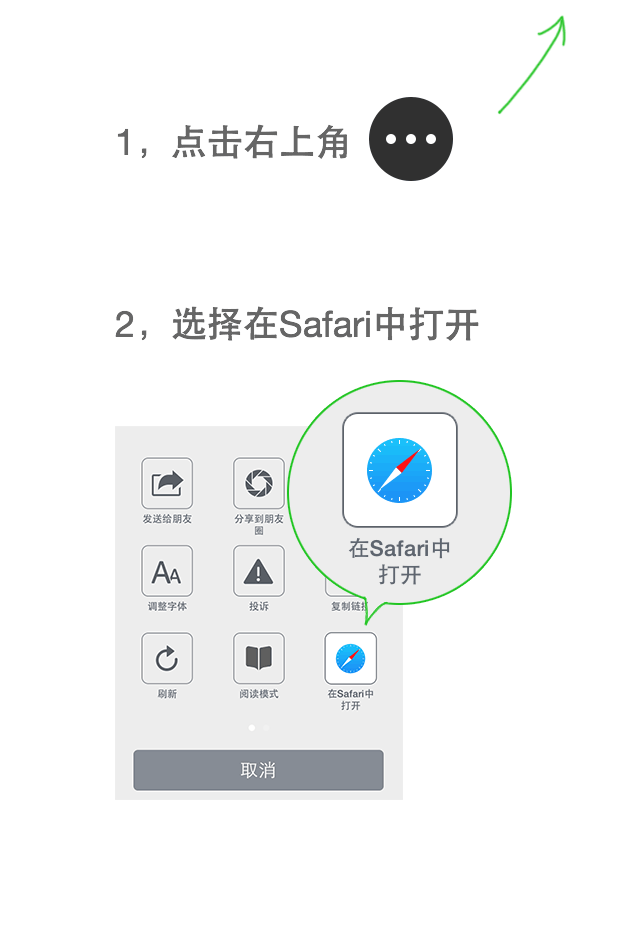 1，点击右上角
2，选择在Safari中打开
在Safari中
打开
发送给朋友
分享到朋友
圈
调整字体
投诉
复制链
刷新
阅读模式
在Safari中
打开
取消